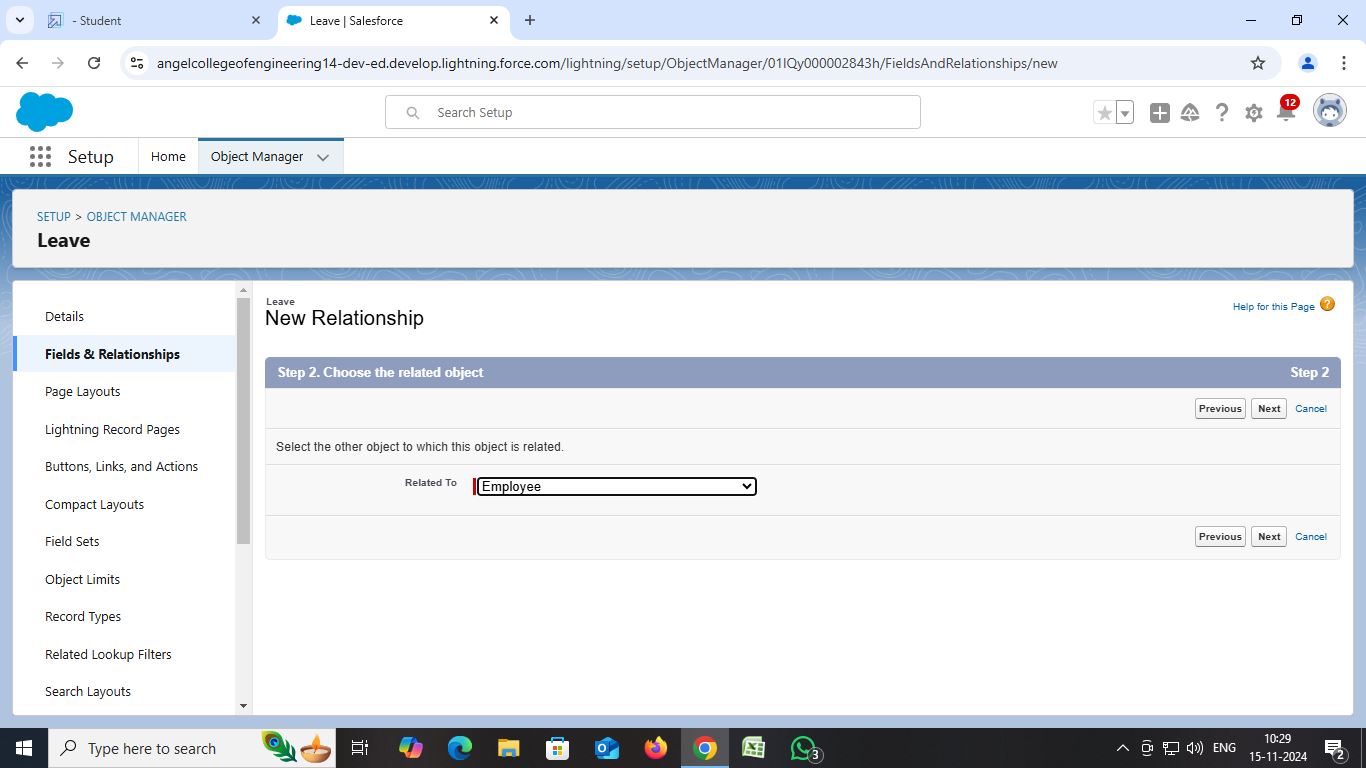 - Student
Leave | Salesforce
angelcollegeofengineering14-dev-ed.develop.lightning.force.com/lightning/setup/ObjectManager/01IQy000002843h/FieldsAndRelationships/new
Search Setup
12
Setup
Home
Object Manager
SETUP > OBJECT MANAGER
Leave
Details
Fields & Relationships
Page Layouts
Lightning Record Pages
Buttons, Links, and Actions
Compact Layouts
Field Sets
Object Limits
Record Types
Related Lookup Filters
Search Layouts
Leave
New Relationship
Help for this Page ?
Step 2. Choose the related object Step 2
Previous Next Cancel
Select the other object to which this object is related.
Related To Employee
Previous Next Cancel
Type here to search
3
ENG
10:29
15-11-2024
2